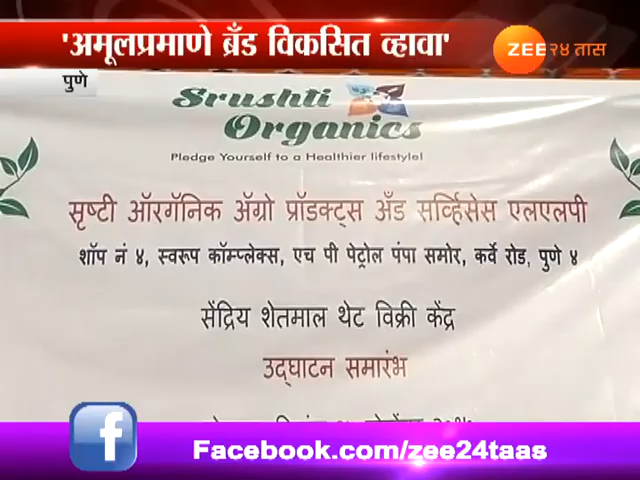 'अमूलप्रमाणे ब्रँड विकसित व्हावा'
ZEE २४ तास
पुणे
Srushti
Organics
Pledge Yourself to a Healthier lifestyle!
सृष्टी ऑरगॅनिक ॲग्रो प्रॉडक्ट्स अँड सर्व्हिसेस एलएलपी
शॉप नं ४, स्वरूप कॉम्प्लेक्स, एच पी पेट्रोल पंपा समोर, कर्वे रोड, पुणे ४
सेंद्रिय शेतमाल थेट विक्री केंद्र
उद्घाटन समारंभ
f Facebook.com/zee24taas